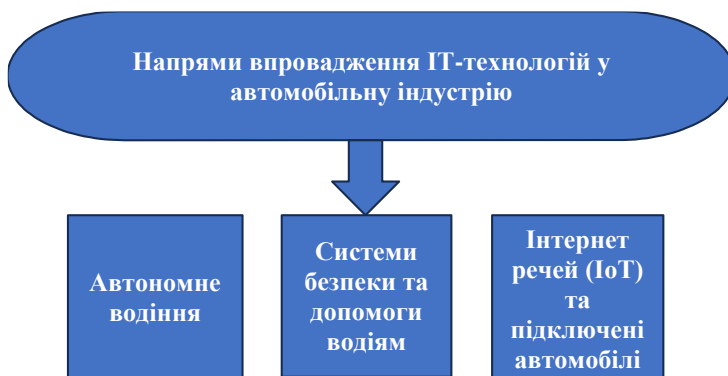 Напрями впровадження ІТ-технологій у
автомобільну індустрію
Автономне
водіння
Системи
безпеки та
допомоги
водіям
Інтернет
речей (IoT)
та
підключені
автомобілі